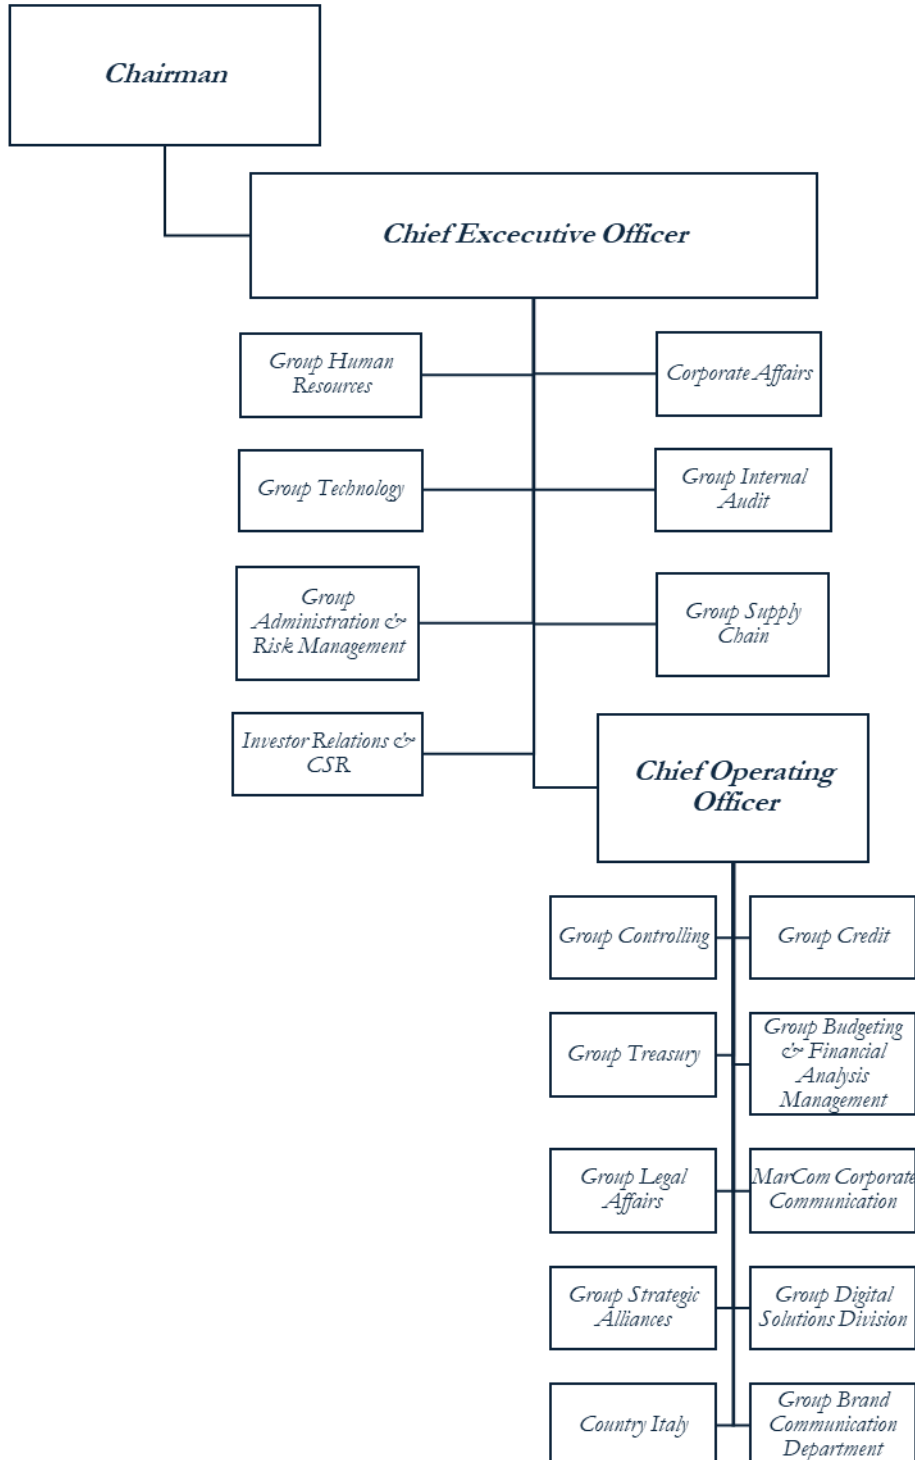 Chairman
Chief Excecutive Officer
Group Human
Resources
Corporate Affairs
Group Technology
Group Internal
Audit
Group
Administration &
Risk Management
Group Supply
Chain
Investor Relations &
CSR
Chief Operating
Officer
Group Controlling
Group Credit
Group Treasury
Group Budgeting
& Financial
Analysis
Management
Group Legal
Affairs
MarCom Corporate
Communication
Group Strategic
Alliances
Group Digital
Solutions Division
Country Italy
Group Brand
Communication
Department